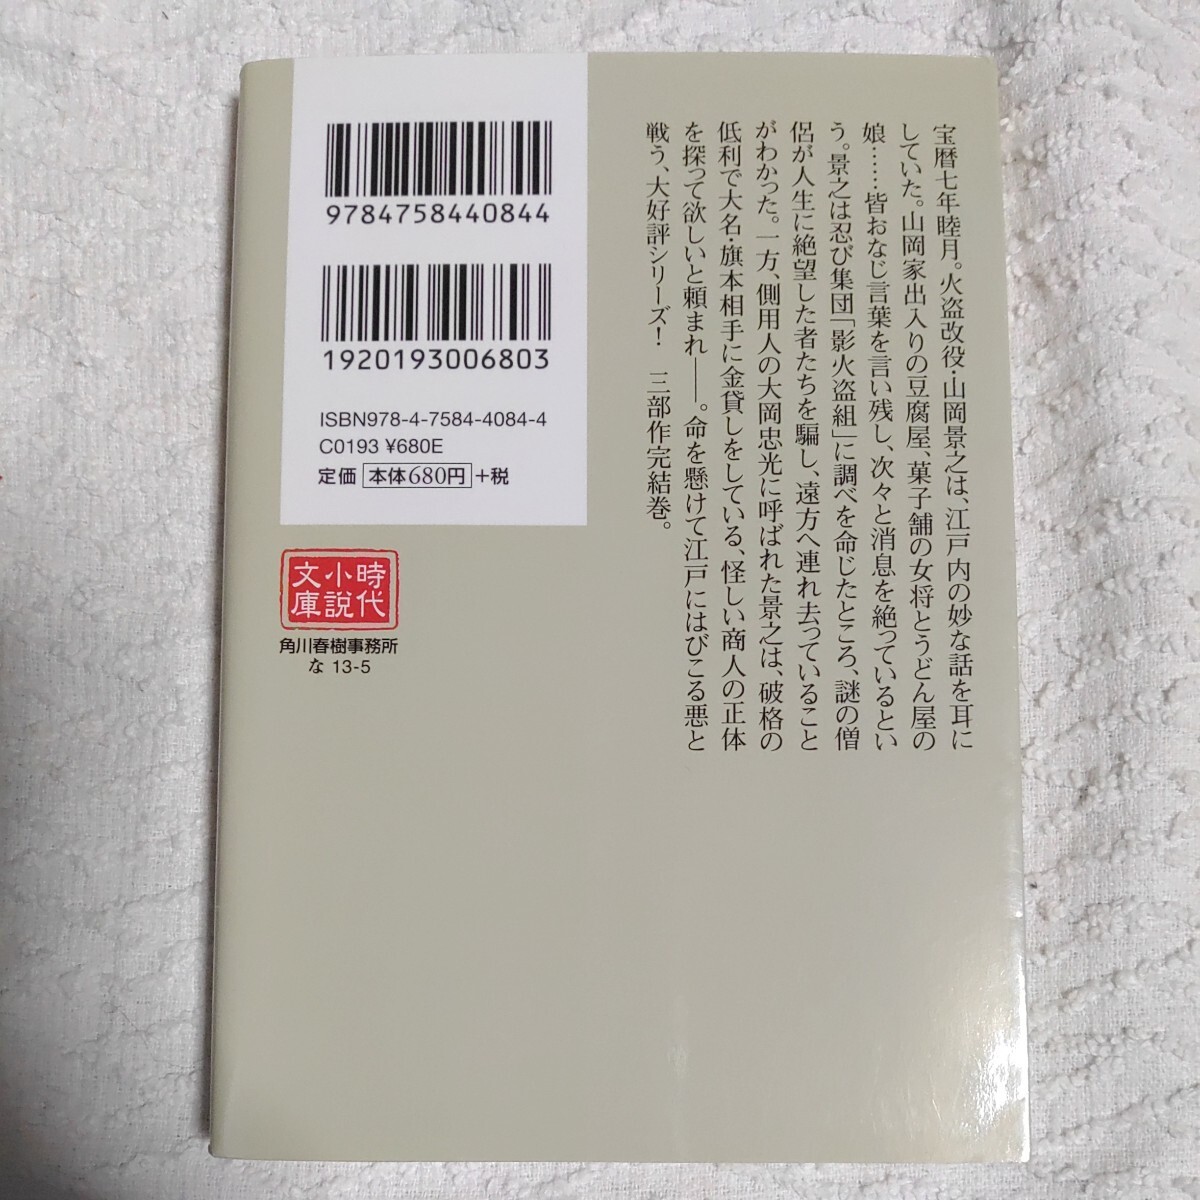 9784758440844
1920193006803
ISBN978-4-7584-4084-4
C0193 ¥680E
定価 本体680円 +税
時代
小説
文庫
角川春樹事務所
な 13-5
宝暦七年睦月。火盗改役・山岡景之は、江戸内の妙な話を耳に
していた。山岡家出入りの豆腐屋、菓子舗の女将とうどん屋の
娘……皆おなじ言葉を言い残し、次々と消息を絶っているとい
う。景之は忍び集団「影火盗組」に調べを命じたところ、謎の僧
侶が人生に絶望した者たちを騙し、遠方へ連れ去っていること
がわかった。一方、側用人の大岡忠光に呼ばれた景之は、破格の
低利で大名・旗本相手に金貸しをしている、怪しい商人の正体
を探って欲しいと頼まれ——。命を懸けて江戸にはびこる悪と
戦う、大好評シリーズ！　三部作完結巻。